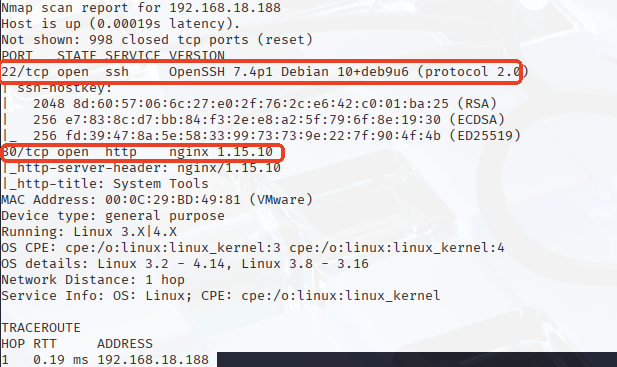 Nmap scan report for 192.168.18.188
Host is up (0.00019s latency).
Not shown: 998 closed tcp ports (reset)
PORT   STATE SERVICE VERSION
22/tcp open  ssh     OpenSSH 7.4p1 Debian 10+deb9u6 (protocol 2.0)
| ssh-hostkey:
|   2048 8d:60:57:06:6c:27:e0:2f:76:2c:e6:42:c0:01:ba:25 (RSA)
|   256 e7:83:8c:d7:bb:84:f3:2e:e8:a2:5f:79:6f:8e:19:30 (ECDSA)
|_  256 fd:39:47:8a:5e:58:33:99:73:73:9e:22:7f:90:4f:4b (ED25519)
80/tcp open  http    nginx 1.15.10
|_http-server-header: nginx/1.15.10
|_http-title: System Tools
MAC Address: 00:0C:29:BD:49:81 (VMware)
Device type: general purpose
Running: Linux 3.X|4.X
OS CPE: cpe:/o:linux:linux_kernel:3 cpe:/o:linux:linux_kernel:4
OS details: Linux 3.2 - 4.14, Linux 3.8 - 3.16
Network Distance: 1 hop
Service Info: OS: Linux; CPE: cpe:/o:linux:linux_kernel
TRACEROUTE
HOP RTT     ADDRESS
1   0.19 ms 192.168.18.188